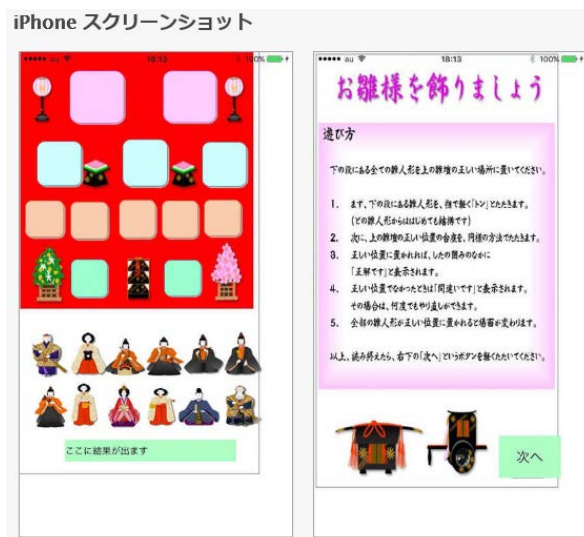 iPhone スクリーンショット
au 18:13 100%
ここに結果が出ます
au 18:13 100%
お雛様を飾りましょう
遊び方
下の段にある全ての雛人形を上の雛壇の正しい場所に置いてください。
1. まず、下の段にある雛人形を、指で軽く「トン」とたたきます。
(どの雛人形からはじめても結構です)
2. 次に、上の雛壇の正しい位置の台座を、同様の方法でたたきます。
3. 正しい位置に置かれれば、したの囲みのなかに
「正解です」と表示されます。
4. 正しい位置でなかったときは「間違いです」と表示されます。
その場合は、何度でもやり直しができます。
5. 全部の雛人形が正しい位置に置かれると場面が変わります。
以上、読み終えたら、右下の「次へ」というボタンを軽くたたいてください。
次へ